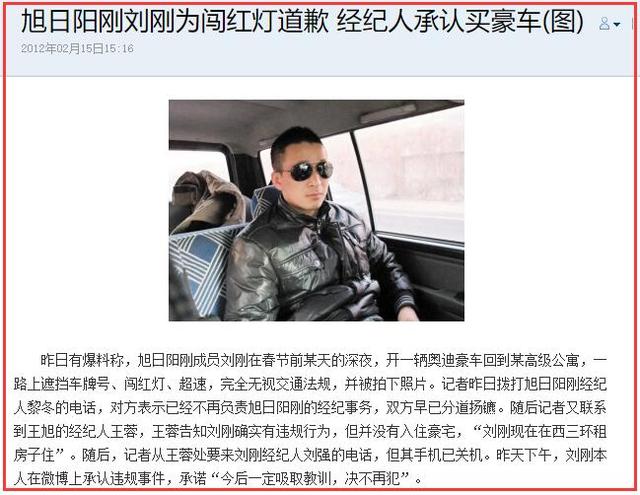 旭日阳刚刘刚为闯红灯道歉 经纪人承认买豪车(图)
2012年02月15日15:16
昨日有爆料称，旭日阳刚成员刘刚在春节前某天的深夜，开一辆奥迪豪车回到某高级公寓，一
路上遮挡车牌号、闯红灯、超速，完全无视交通法规，并被拍下照片。记者昨日拨打旭日阳刚经纪
人黎冬的电话，对方表示已经不再负责旭日阳刚的经纪事务，双方早已分道扬镳。随后记者又联系
到王旭的经纪人王蓉，王蓉告知刘刚确实有违规行为，但并没有入住豪宅，“刘刚现在在西三环租
房子住”。随后，记者从王蓉处要来刘刚经纪人刘强的电话，但其手机已关机。昨天下午，刘刚本
人在微博上承认违规事件，承诺“今后一定吸取教训，决不再犯”。